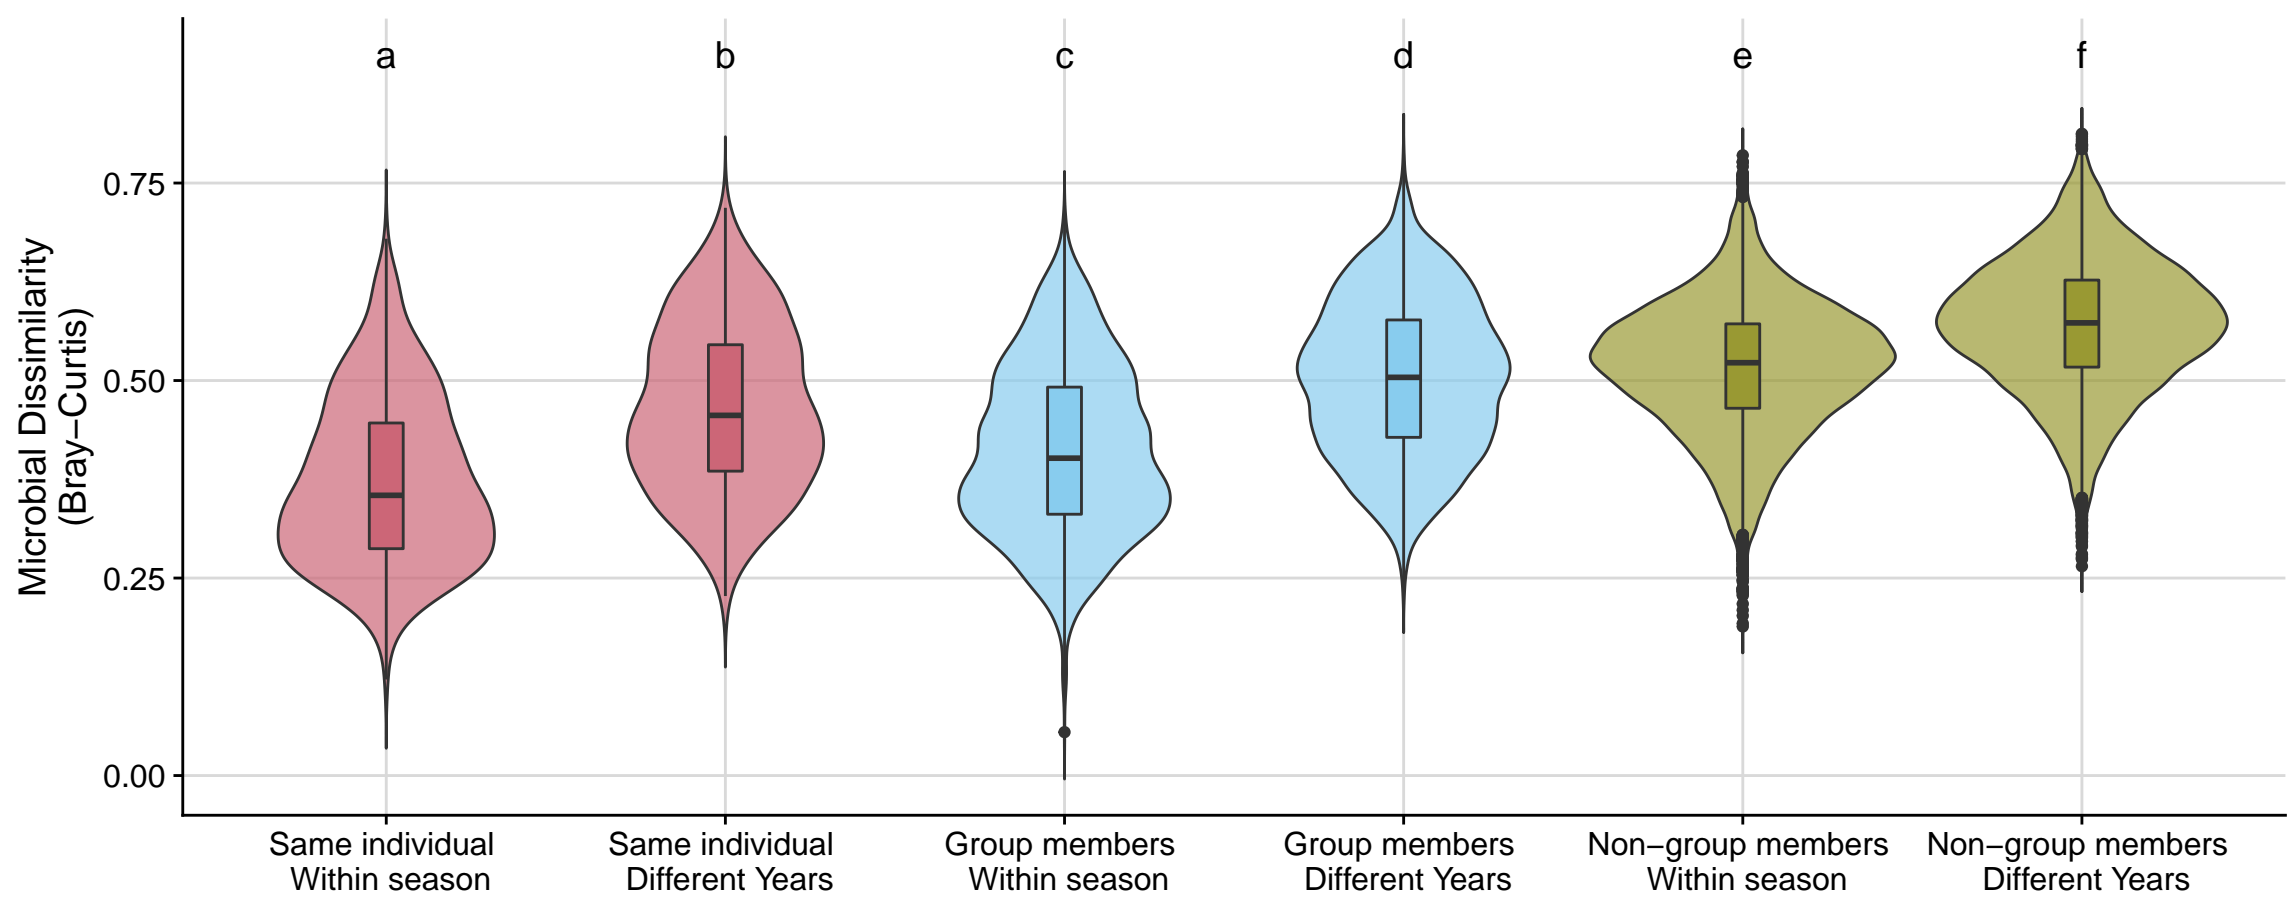 a b c d e f
Microbial Dissimilarity
(Bray−Curtis)
0.75
0.50
0.25
0.00
Same individual
Within season
Same individual
Different Years
Group members
Within season
Group members
Different Years
Non−group members
Within season
Non−group members
Different Years